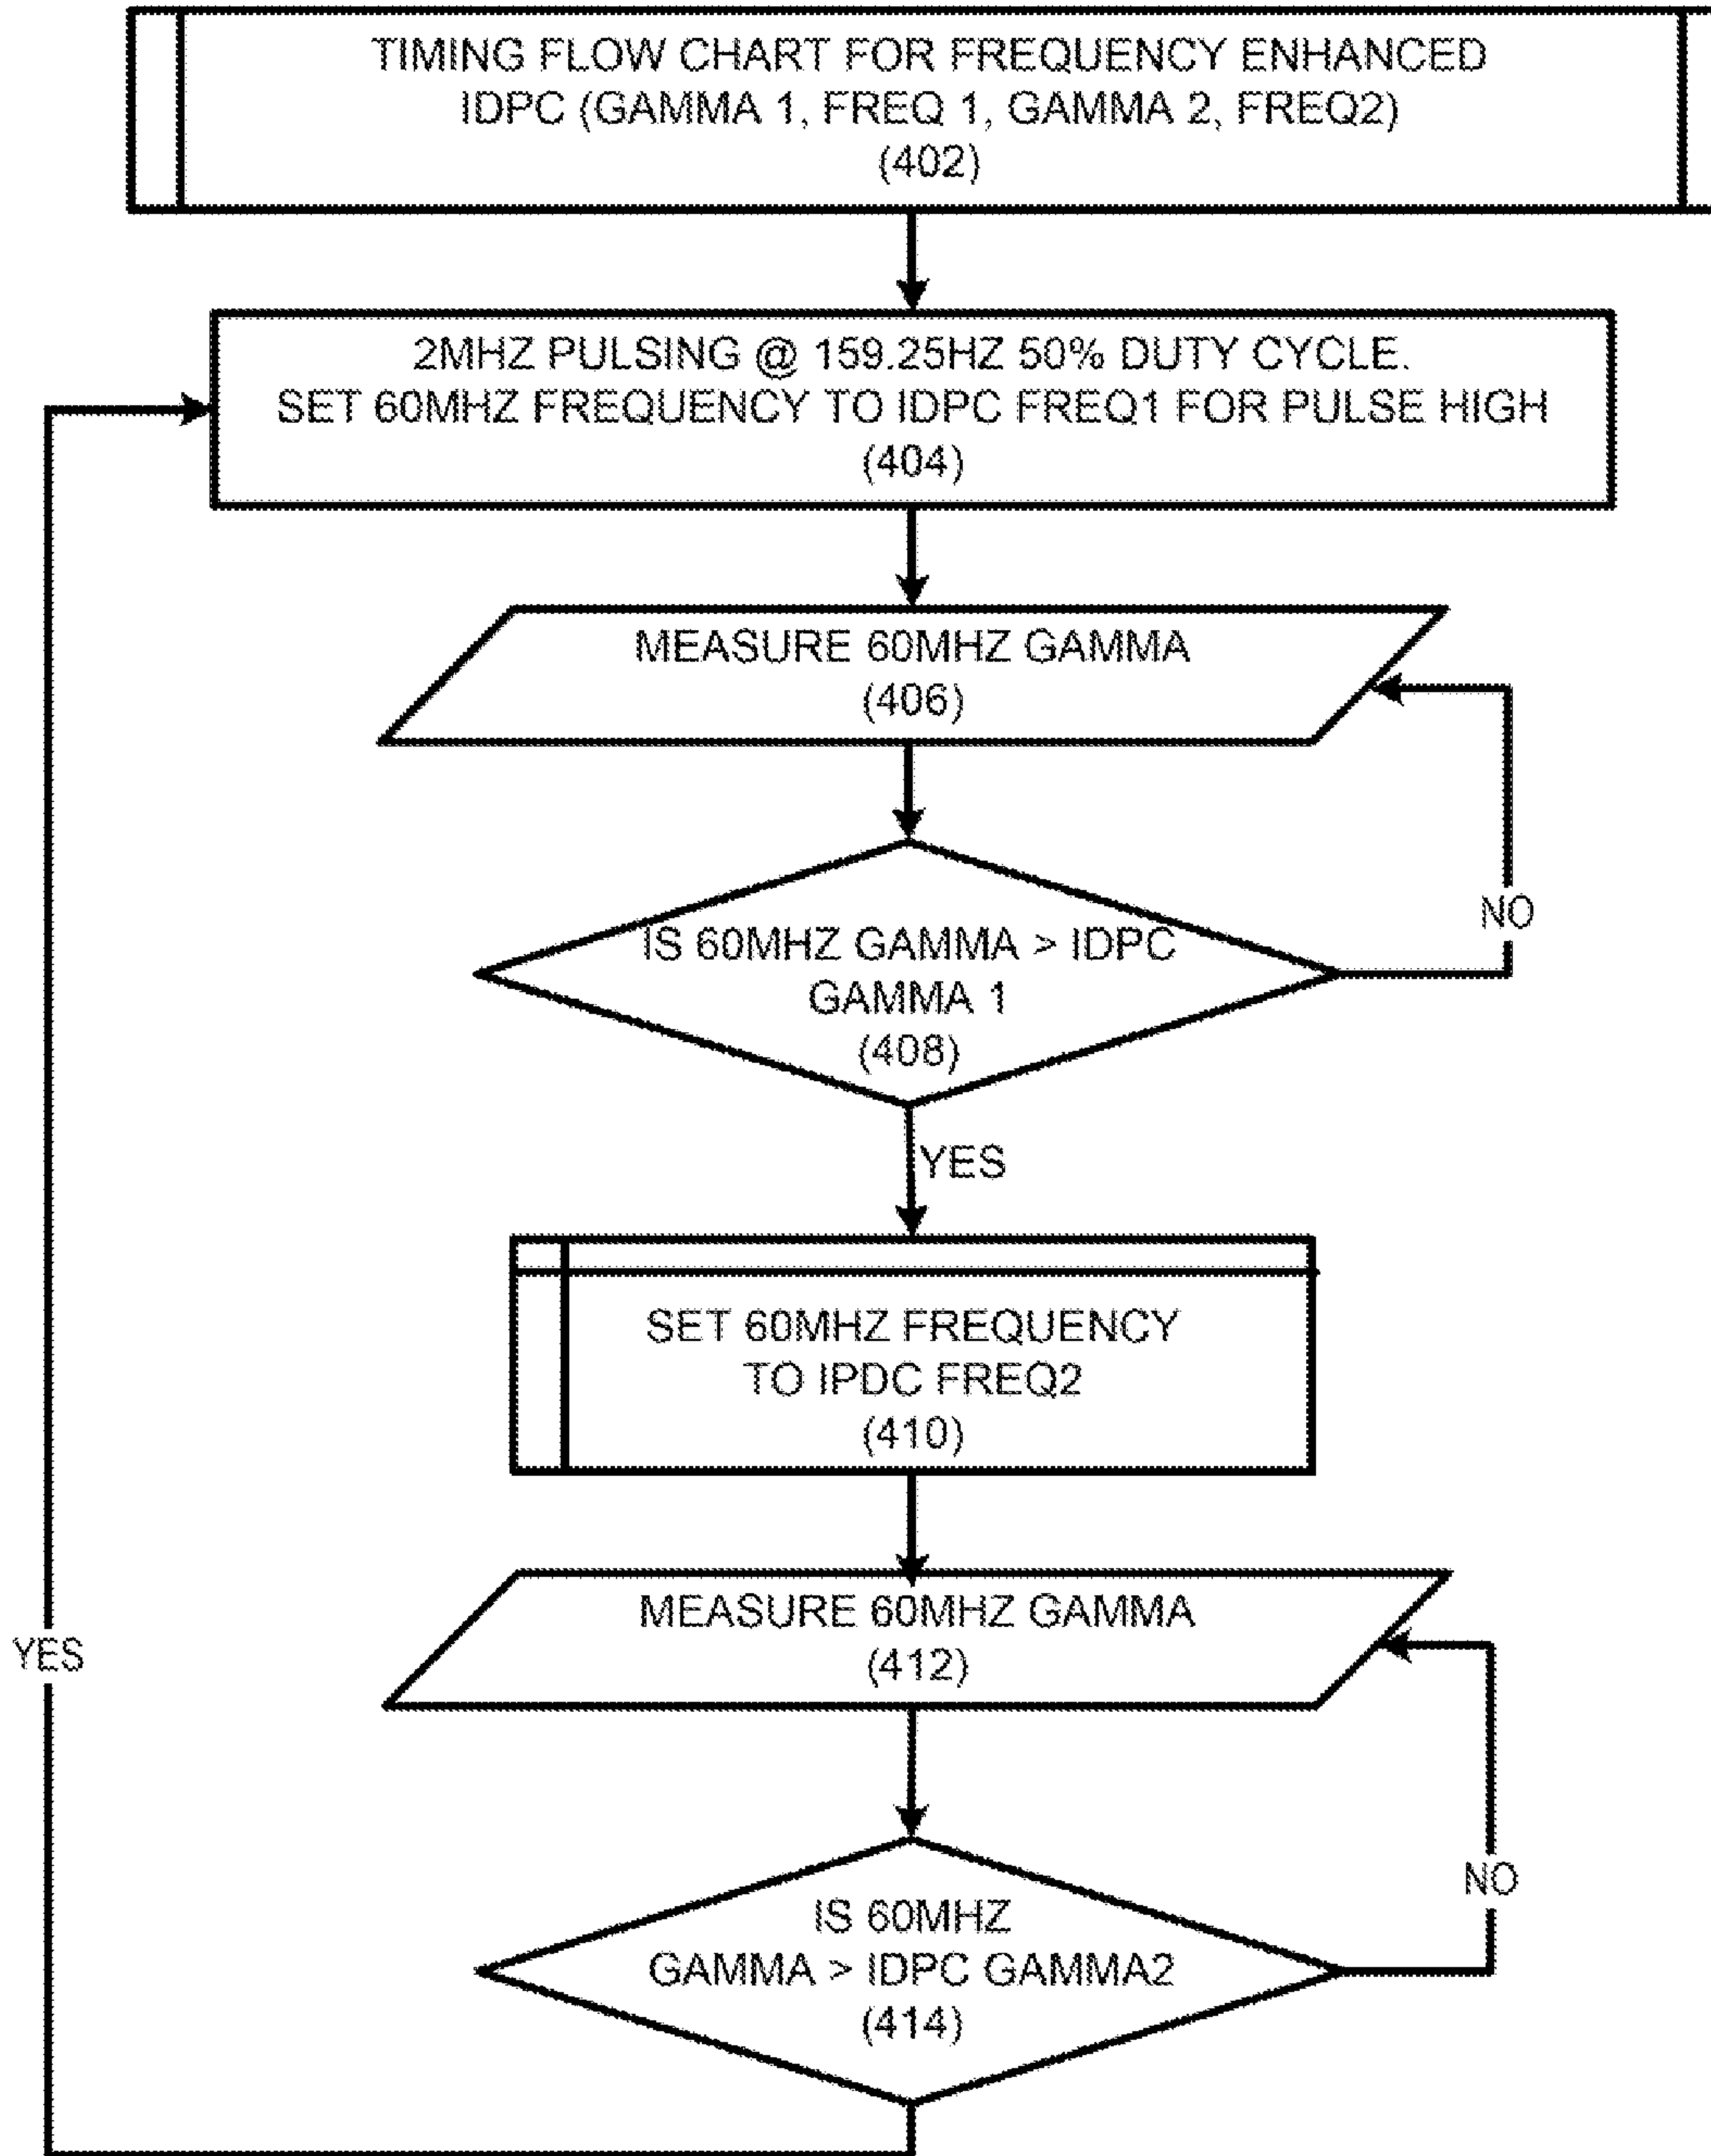 TIMING FLOW CHART FOR FREQUENCY ENHANCED
IDPC (GAMMA 1, FREQ 1, GAMMA 2, FREQ2)
(402)
2MHZ PULSING @ 159.25HZ 50% DUTY CYCLE.
SET 60MHZ FREQUENCY TO IDPC FREQ1 FOR PULSE HIGH
(404)
MEASURE 60MHZ GAMMA
(406)
IS 60MHZ GAMMA > IDPC
GAMMA 1
(408)
NO
YES
SET 60MHZ FREQUENCY
TO IPDC FREQ2
(410)
MEASURE 60MHZ GAMMA
(412)
YES
IS 60MHZ
GAMMA > IDPC GAMMA2
(414)
NO